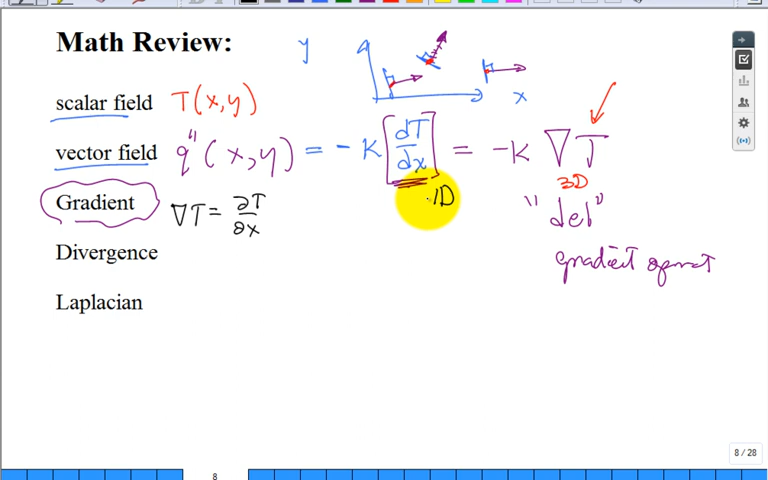 Math Review:
y
x
scalar field T(x,y)
vector field q"(x,y) = -K [dT/dx] = -K ∇T
1D
3D
Gradient ∇T = ∂T/∂x
"del"
gradient operat
Divergence
Laplacian
8 / 28
8